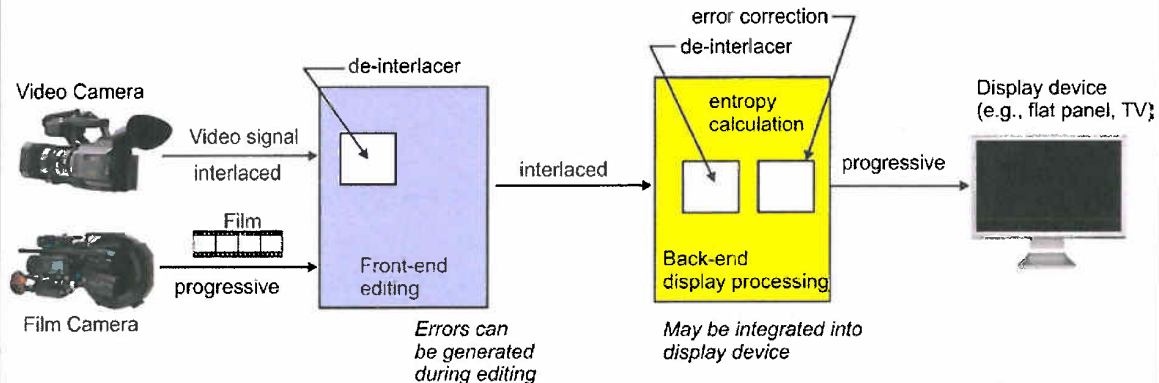 error correction
de-interlacer
de-interlacer
Video Camera
Display device
(e.g., flat panel, TV)
entropy
calculation
Video signal
interlaced
interlaced
progressive
Film
progressive
Front-end
editing
Back-end
display processing
Film Camera
Errors can
be generated
during editing
May be integrated into
display device